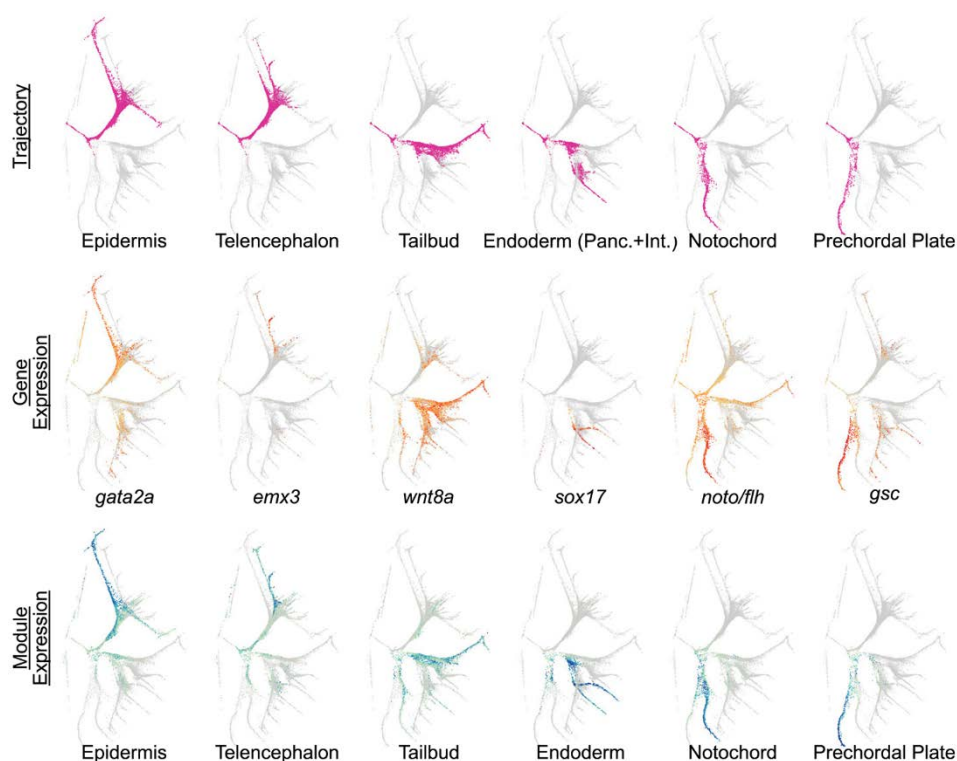 Trajectory
Epidermis
Telencephalon
Tailbud
Endoderm (Panc.+Int.)
Notochord
Prechordal Plate
Gene
Expression
gata2a
emx3
wnt8a
sox17
noto/flh
gsc
Module
Expression
Epidermis
Telencephalon
Tailbud
Endoderm
Notochord
Prechordal Plate